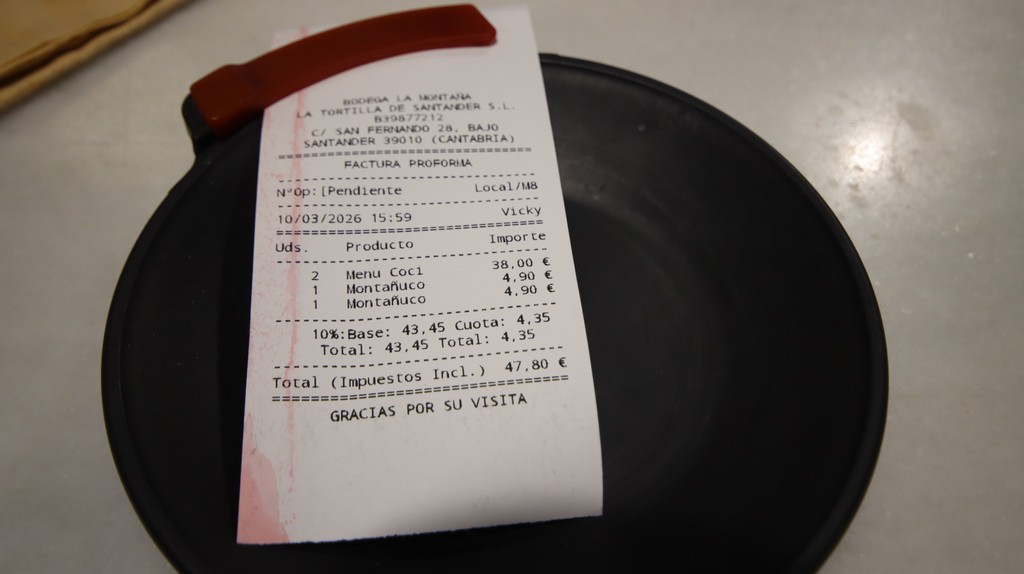 BODEGA LA MONTAÑA
LA TORTILLA DE SANTANDER S.L.
B39877212
C/ SAN FERNANDO 28, BAJO
SANTANDER 39010 (CANTABRIA)
==============================
FACTURA PROFORMA
------------------------------
NºOp:[Pendiente Local/M8
------------------------------
10/03/2026 15:59 Vicky
==============================
Uds. Producto Importe
------------------------------
2 Menu Coci 38,00 €
1 Montañuco 4,90 €
1 Montañuco 4,90 €
------------------------------
10%:Base: 43,45 Cuota: 4,35
Total: 43,45 Total: 4,35
------------------------------
Total (Impuestos Incl.) 47,80 €
==============================
GRACIAS POR SU VISITA